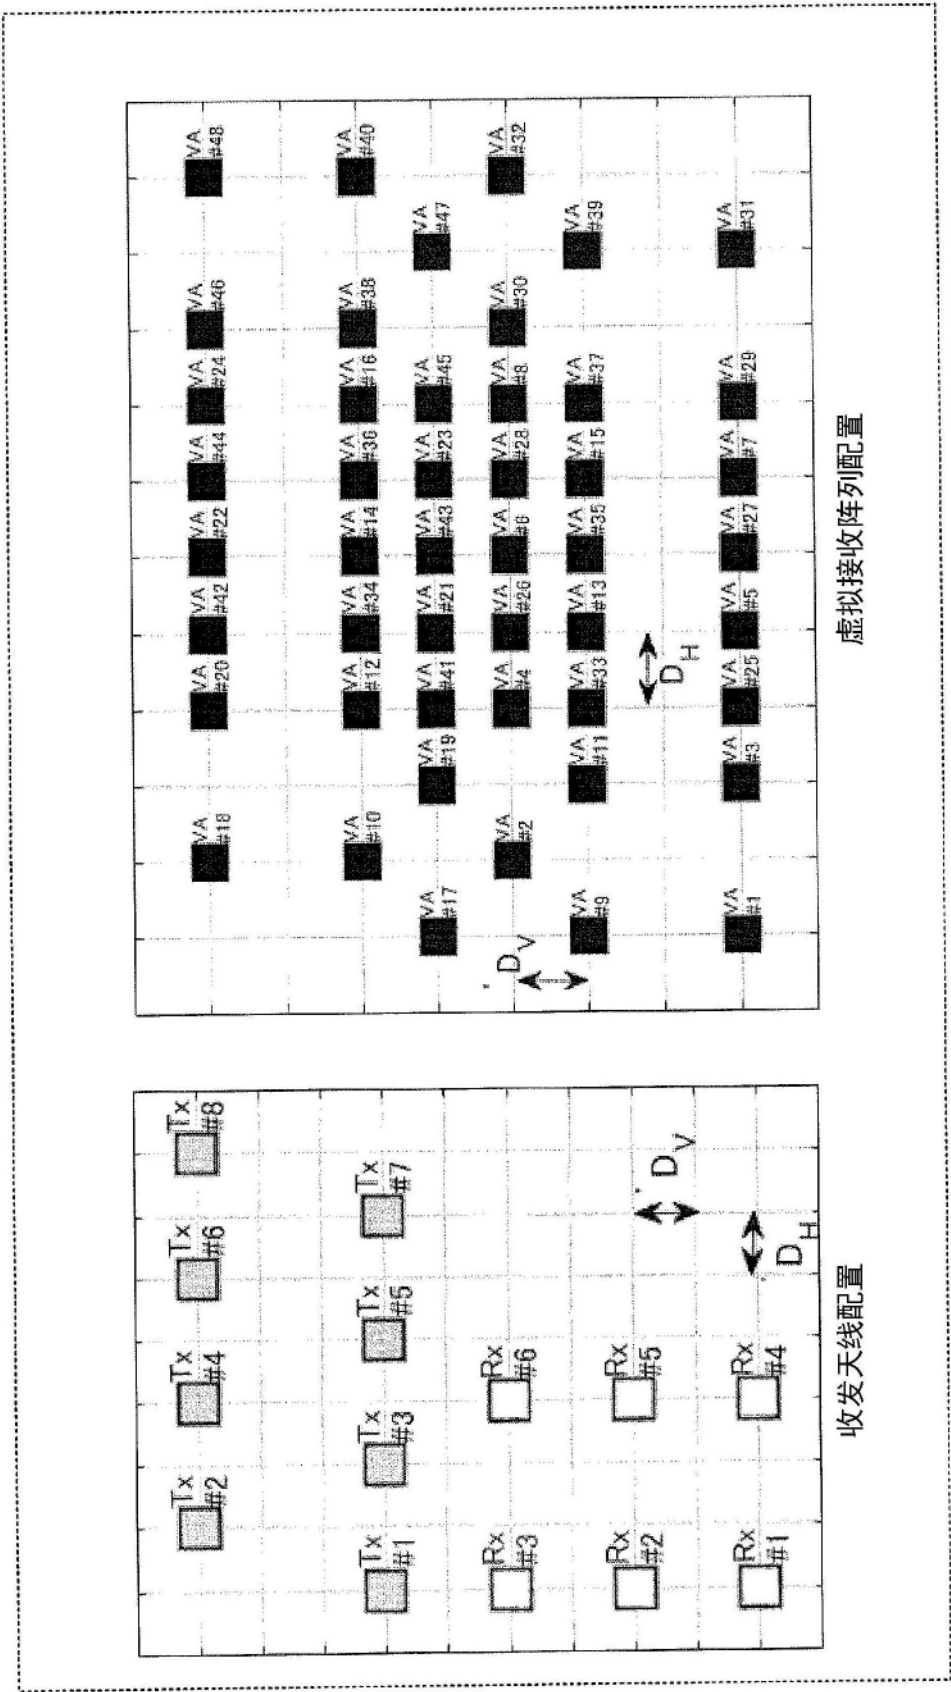 Tx
#2
Tx
#4
Tx
#6
Tx
#8
Tx
#1
Tx
#3
Tx
#5
Tx
#7
Rx
#3
Rx
#6
Rx
#2
Rx
#5
D_V
Rx
#1
Rx
#4
D_H
收发天线配置
VA
#18
VA
#20
VA
#42
VA
#22
VA
#44
VA
#24
VA
#46
VA
#48
VA
#10
VA
#12
VA
#34
VA
#14
VA
#36
VA
#16
VA
#38
VA
#40
VA
#17
VA
#19
VA
#41
VA
#21
VA
#43
VA
#23
VA
#45
VA
#47
VA
#2
VA
#4
VA
#26
VA
#6
VA
#28
VA
#8
VA
#30
VA
#32
D_V
VA
#9
VA
#11
VA
#33
VA
#13
VA
#35
VA
#15
VA
#37
VA
#39
D_H
VA
#1
VA
#3
VA
#25
VA
#5
VA
#27
VA
#7
VA
#29
VA
#31
虚拟接收阵列配置